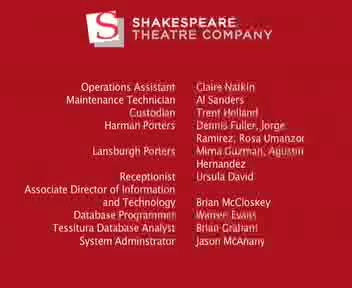 S
SHAKESPEARE
THEATRE COMPANY
Operations Assistant Claire Natkin
Maintenance Technician Al Sanders
Custodian Trent Holland
Harman Porters Dennis Fuller, Jorge
Ramirez, Rosa Umanzor
Lansburgh Porters Mirna Guzman, Agustin
Hernandez
Receptionist Ursula David
Associate Director of Information
and Technology Brian McCloskey
Database Programmer Warren Evans
Tessitura Database Analyst Brian Graham
System Adminstrator Jason McAnany